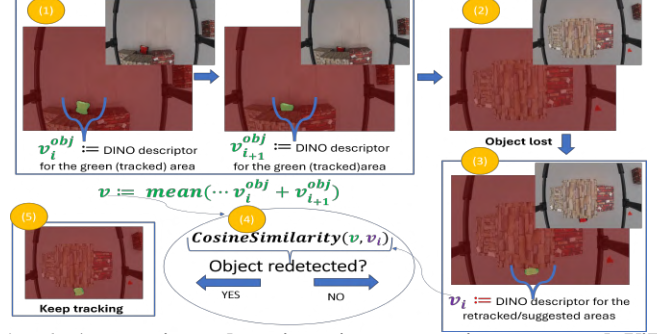 (1)
(2)
v_i^obj := DINO descriptor
for the green (tracked) area
v_{i+1}^obj := DINO descriptor
for the green (tracked)area
Object lost
(3)
v := mean(⋯ v_i^obj + v_{i+1}^obj)
(4)
CosineSimilarity(v, v_i)
Object redetected?
YES
NO
(5)
Keep tracking
v_i := DINO descriptor for the
retracked/suggested areas